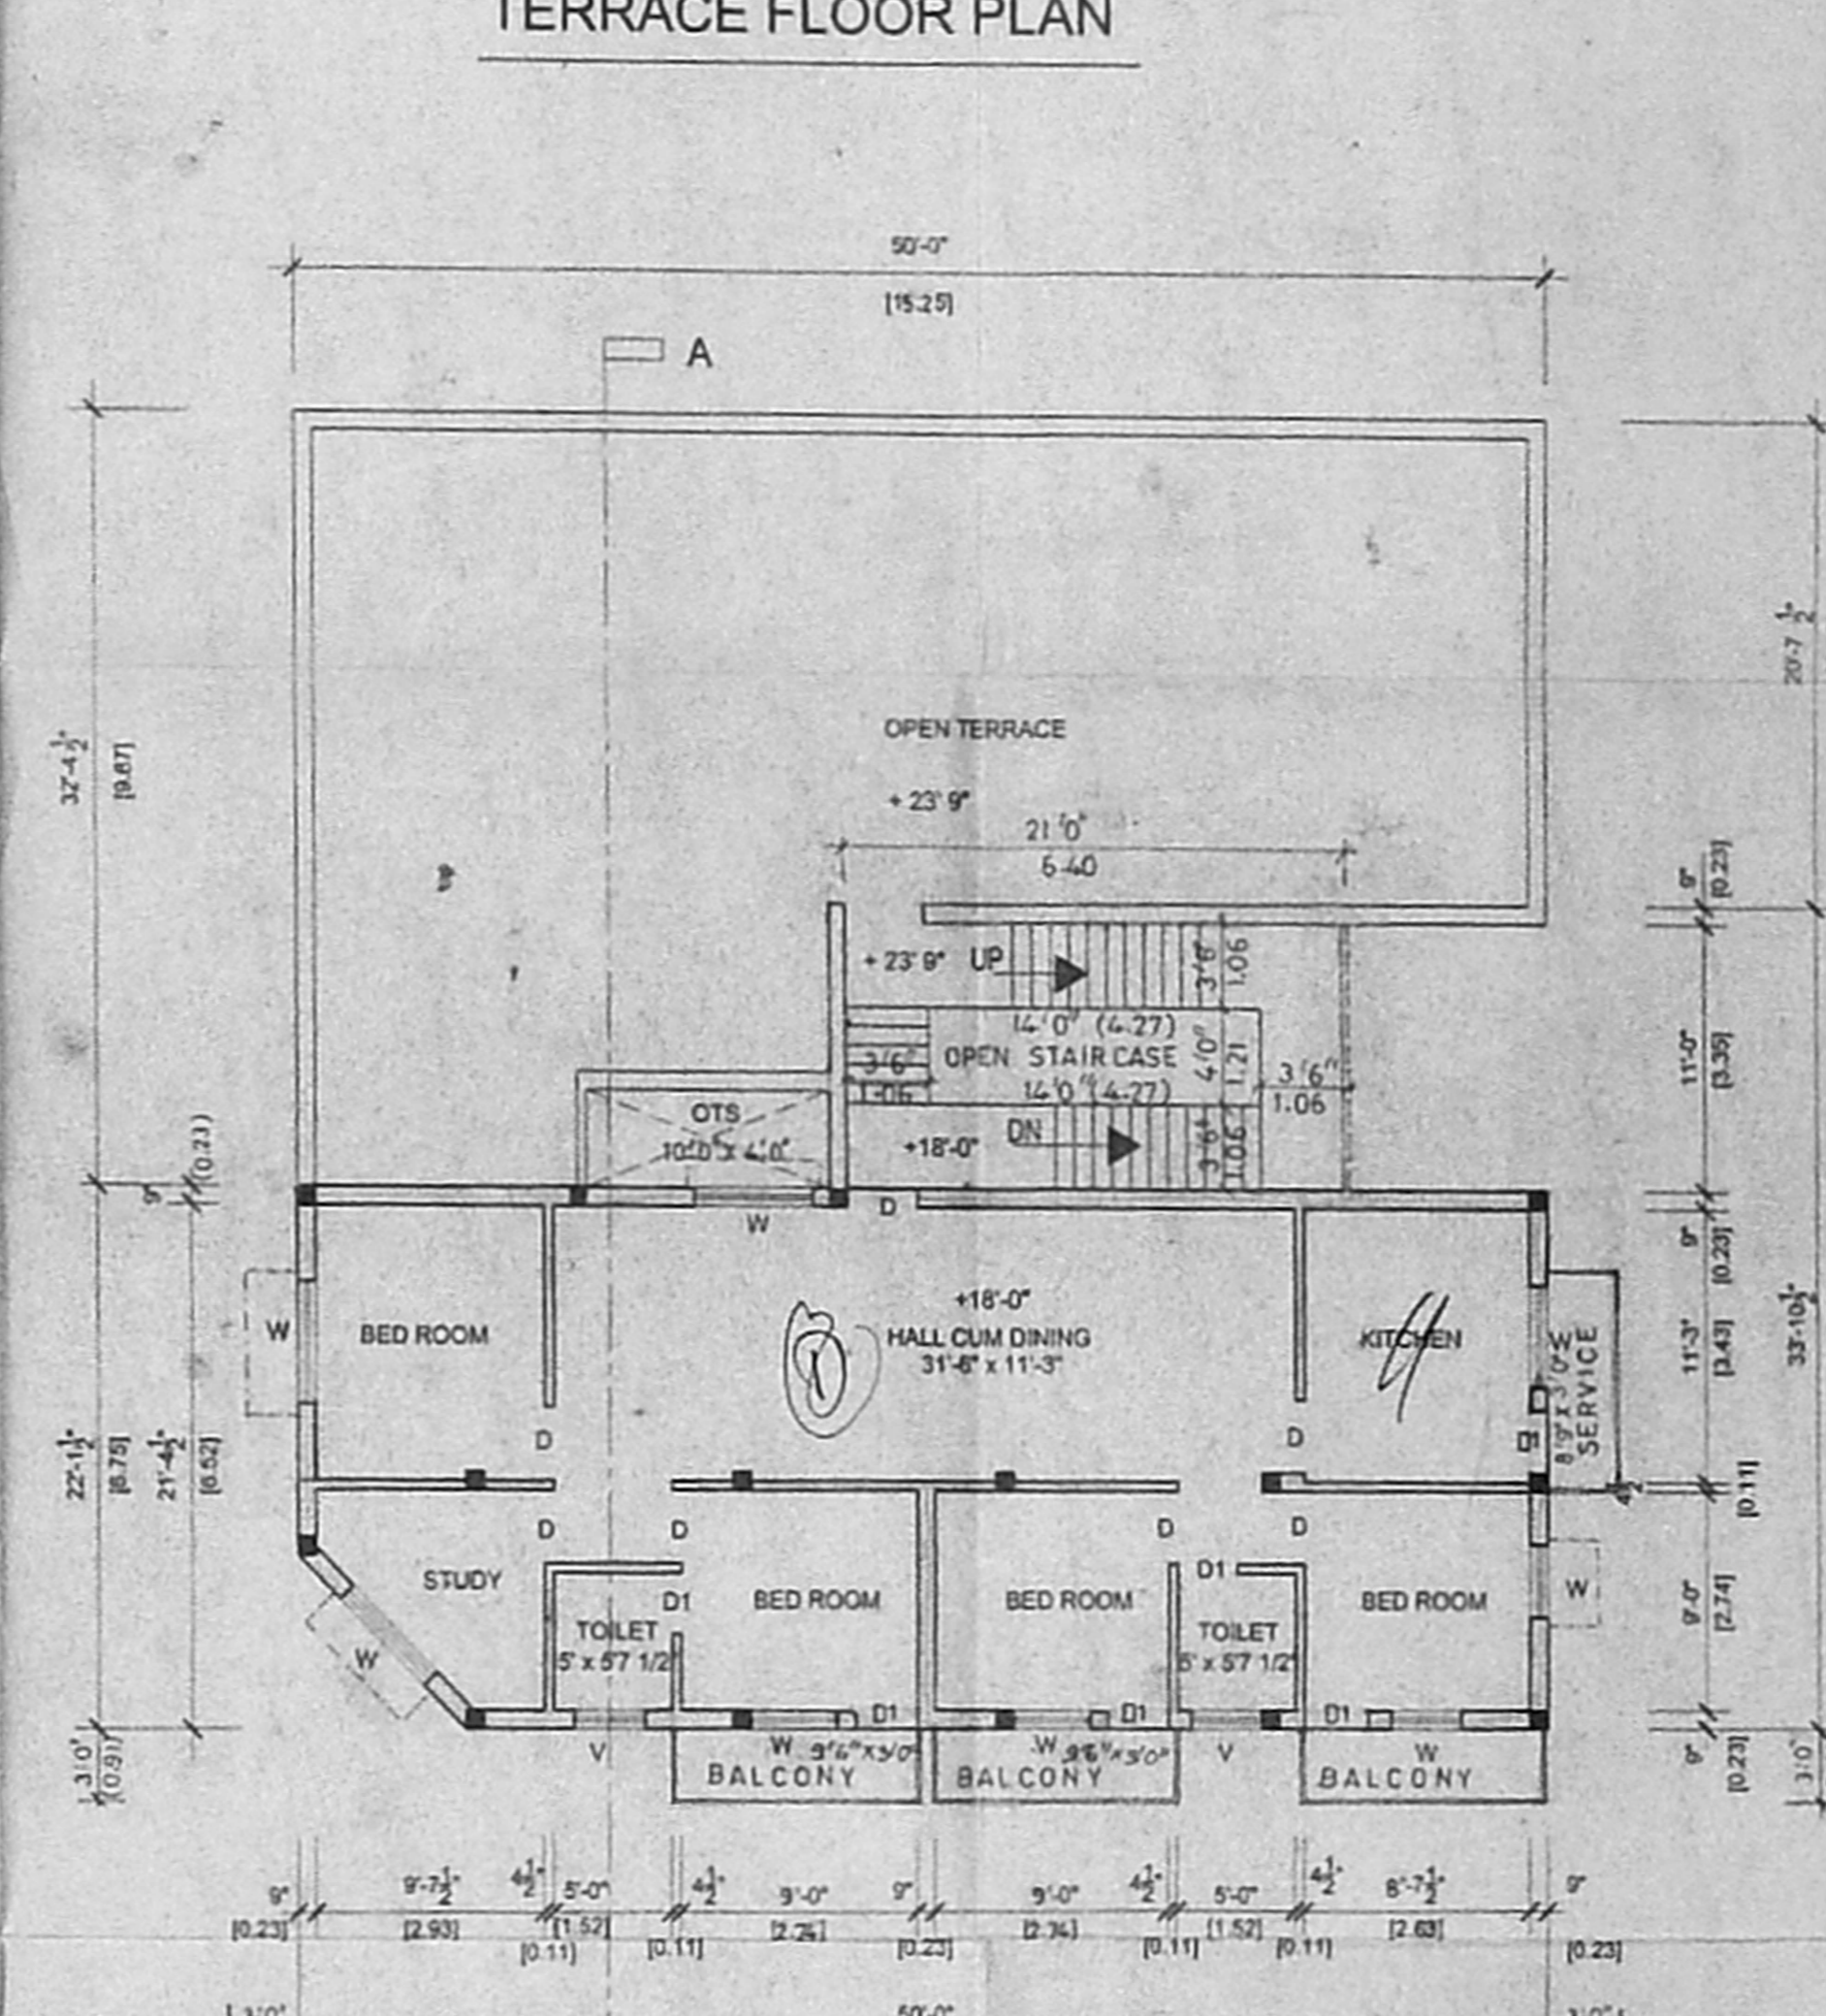 TERRACE FLOOR PLAN
50'-0"
[15.25]
A
32'-4½"
[9.87]
20'-7 ½"
OPEN TERRACE
+ 23' 9"
21'0"
6.40
9"
[0.23]
+ 23' 9" UP
3'6"
1.06
14'0" (4.27)
OPEN STAIR CASE
14'0" (4.27)
4'0"
1.21
3'6"
1.06
3'6"
1.06
11'-0"
[3.35]
OTS
10'0" x 4'0"
+18'-0" DN
3'6"
1.06
9"
(0.23)
W
D
9"
[0.23]
W
BED ROOM
+18'-0"
HALL CUM DINING
31'-6" x 11'-3"
KITCHEN
W
8'9" x 3'0"
SERVICE
11'-3"
[3.43]
33'-10½"
D
D
D1
22'-1½"
[6.75]
21'-4½"
[6.52]
4½"
[0.11]
D
D
D
D
STUDY
D1
BED ROOM
BED ROOM
D1
BED ROOM
W
9'-0"
[2.74]
TOILET
5' x 5'7 1/2"
TOILET
5' x 5'7 1/2"
W
D1
D1
D1
V
W 9'6" x 3'0"
BALCONY
W 9'6" x 3'0"
BALCONY
V
W
BALCONY
9"
[0.23]
3'0"
(0.91)
3'0"
9" 9'-7½" 4½" 5'-0" 4½" 9'-0" 9" 9'-0" 4½" 5'-0" 4½" 8'-7½" 9"
[0.23] [2.93] [0.11] [1.52] [0.11] [2.74] [0.23] [2.74] [0.11] [1.52] [0.11] [2.63] [0.23]
50'-0"